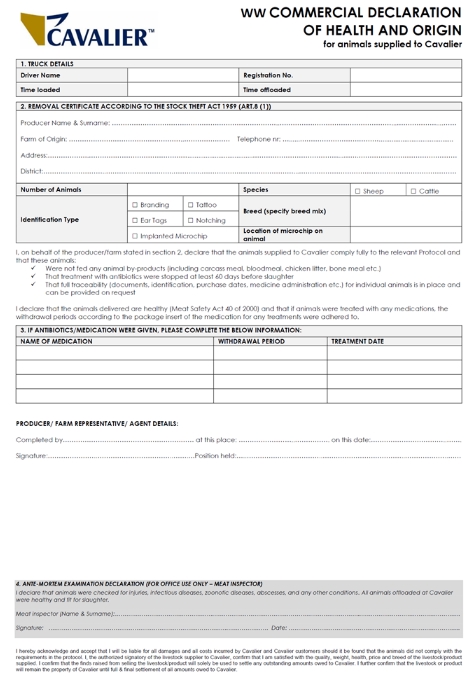 CAVALIER™
WW COMMERCIAL DECLARATION
OF HEALTH AND ORIGIN
for animals supplied to Cavalier
1. TRUCK DETAILS
Driver Name
Registration No.
Time loaded
Time offloaded
2. REMOVAL CERTIFICATE ACCORDING TO THE STOCK THEFT ACT 1959 (ART.8 (1))
Producer Name & Surname:
Farm of Origin: Telephone nr:
Address:
District:
Number of Animals
Species
☐ Sheep
☐ Cattle
Identification Type
☐ Branding
☐ Tattoo
Breed (specify breed mix)
☐ Ear Tags
☐ Notching
☐ Implanted Microchip
Location of microchip on
animal
I, on behalf of the producer/farm stated in section 2, declare that the animals supplied to Cavalier comply fully to the relevant Protocol and
that these animals:
✓ Were not fed any animal by-products (including carcass meal, bloodmeal, chicken litter, bone meal etc.)
✓ That treatment with antibiotics were stopped at least 60 days before slaughter
✓ That full traceability (documents, identification, purchase dates, medicine administration etc.) for individual animals is in place and
can be provided on request
I declare that the animals delivered are healthy (Meat Safety Act 40 of 2000) and that if animals were treated with any medications, the
withdrawal periods according to the package insert of the medication for any treatments were adhered to.
3. IF ANTIBIOTICS/MEDICATION WERE GIVEN, PLEASE COMPLETE THE BELOW INFORMATION:
NAME OF MEDICATION
WITHDRAWAL PERIOD
TREATMENT DATE
PRODUCER/ FARM REPRESENTATIVE/ AGENT DETAILS:
Completed by at this place: on this date:
Signature: Position held:
4. ANTE-MORTEM EXAMINATION DECLARATION (FOR OFFICE USE ONLY – MEAT INSPECTOR)
I declare that animals were checked for injuries, infectious diseases, zoonotic diseases, abscesses, and any other conditions. All animals offloaded at Cavalier
were healthy and fit for slaughter.
Meat Inspector (Name & Surname):
Signature: Date:
I hereby acknowledge and accept that I will be liable for all damages and all costs incurred by Cavalier and Cavalier customers should it be found that the animals did not comply with the
requirements in the protocol. I, the authorized signatory of the livestock supplier to Cavalier, confirm that I am satisfied with the quality, weight, health, price and breed of the livestock/product
supplied. I confirm that the finds raised from selling the livestock/product will solely be used to settle any outstanding amounts owed to Cavalier. I further confirm that the livestock or product
will remain the property of Cavalier until full & final settlement of all amounts owed to Cavalier.